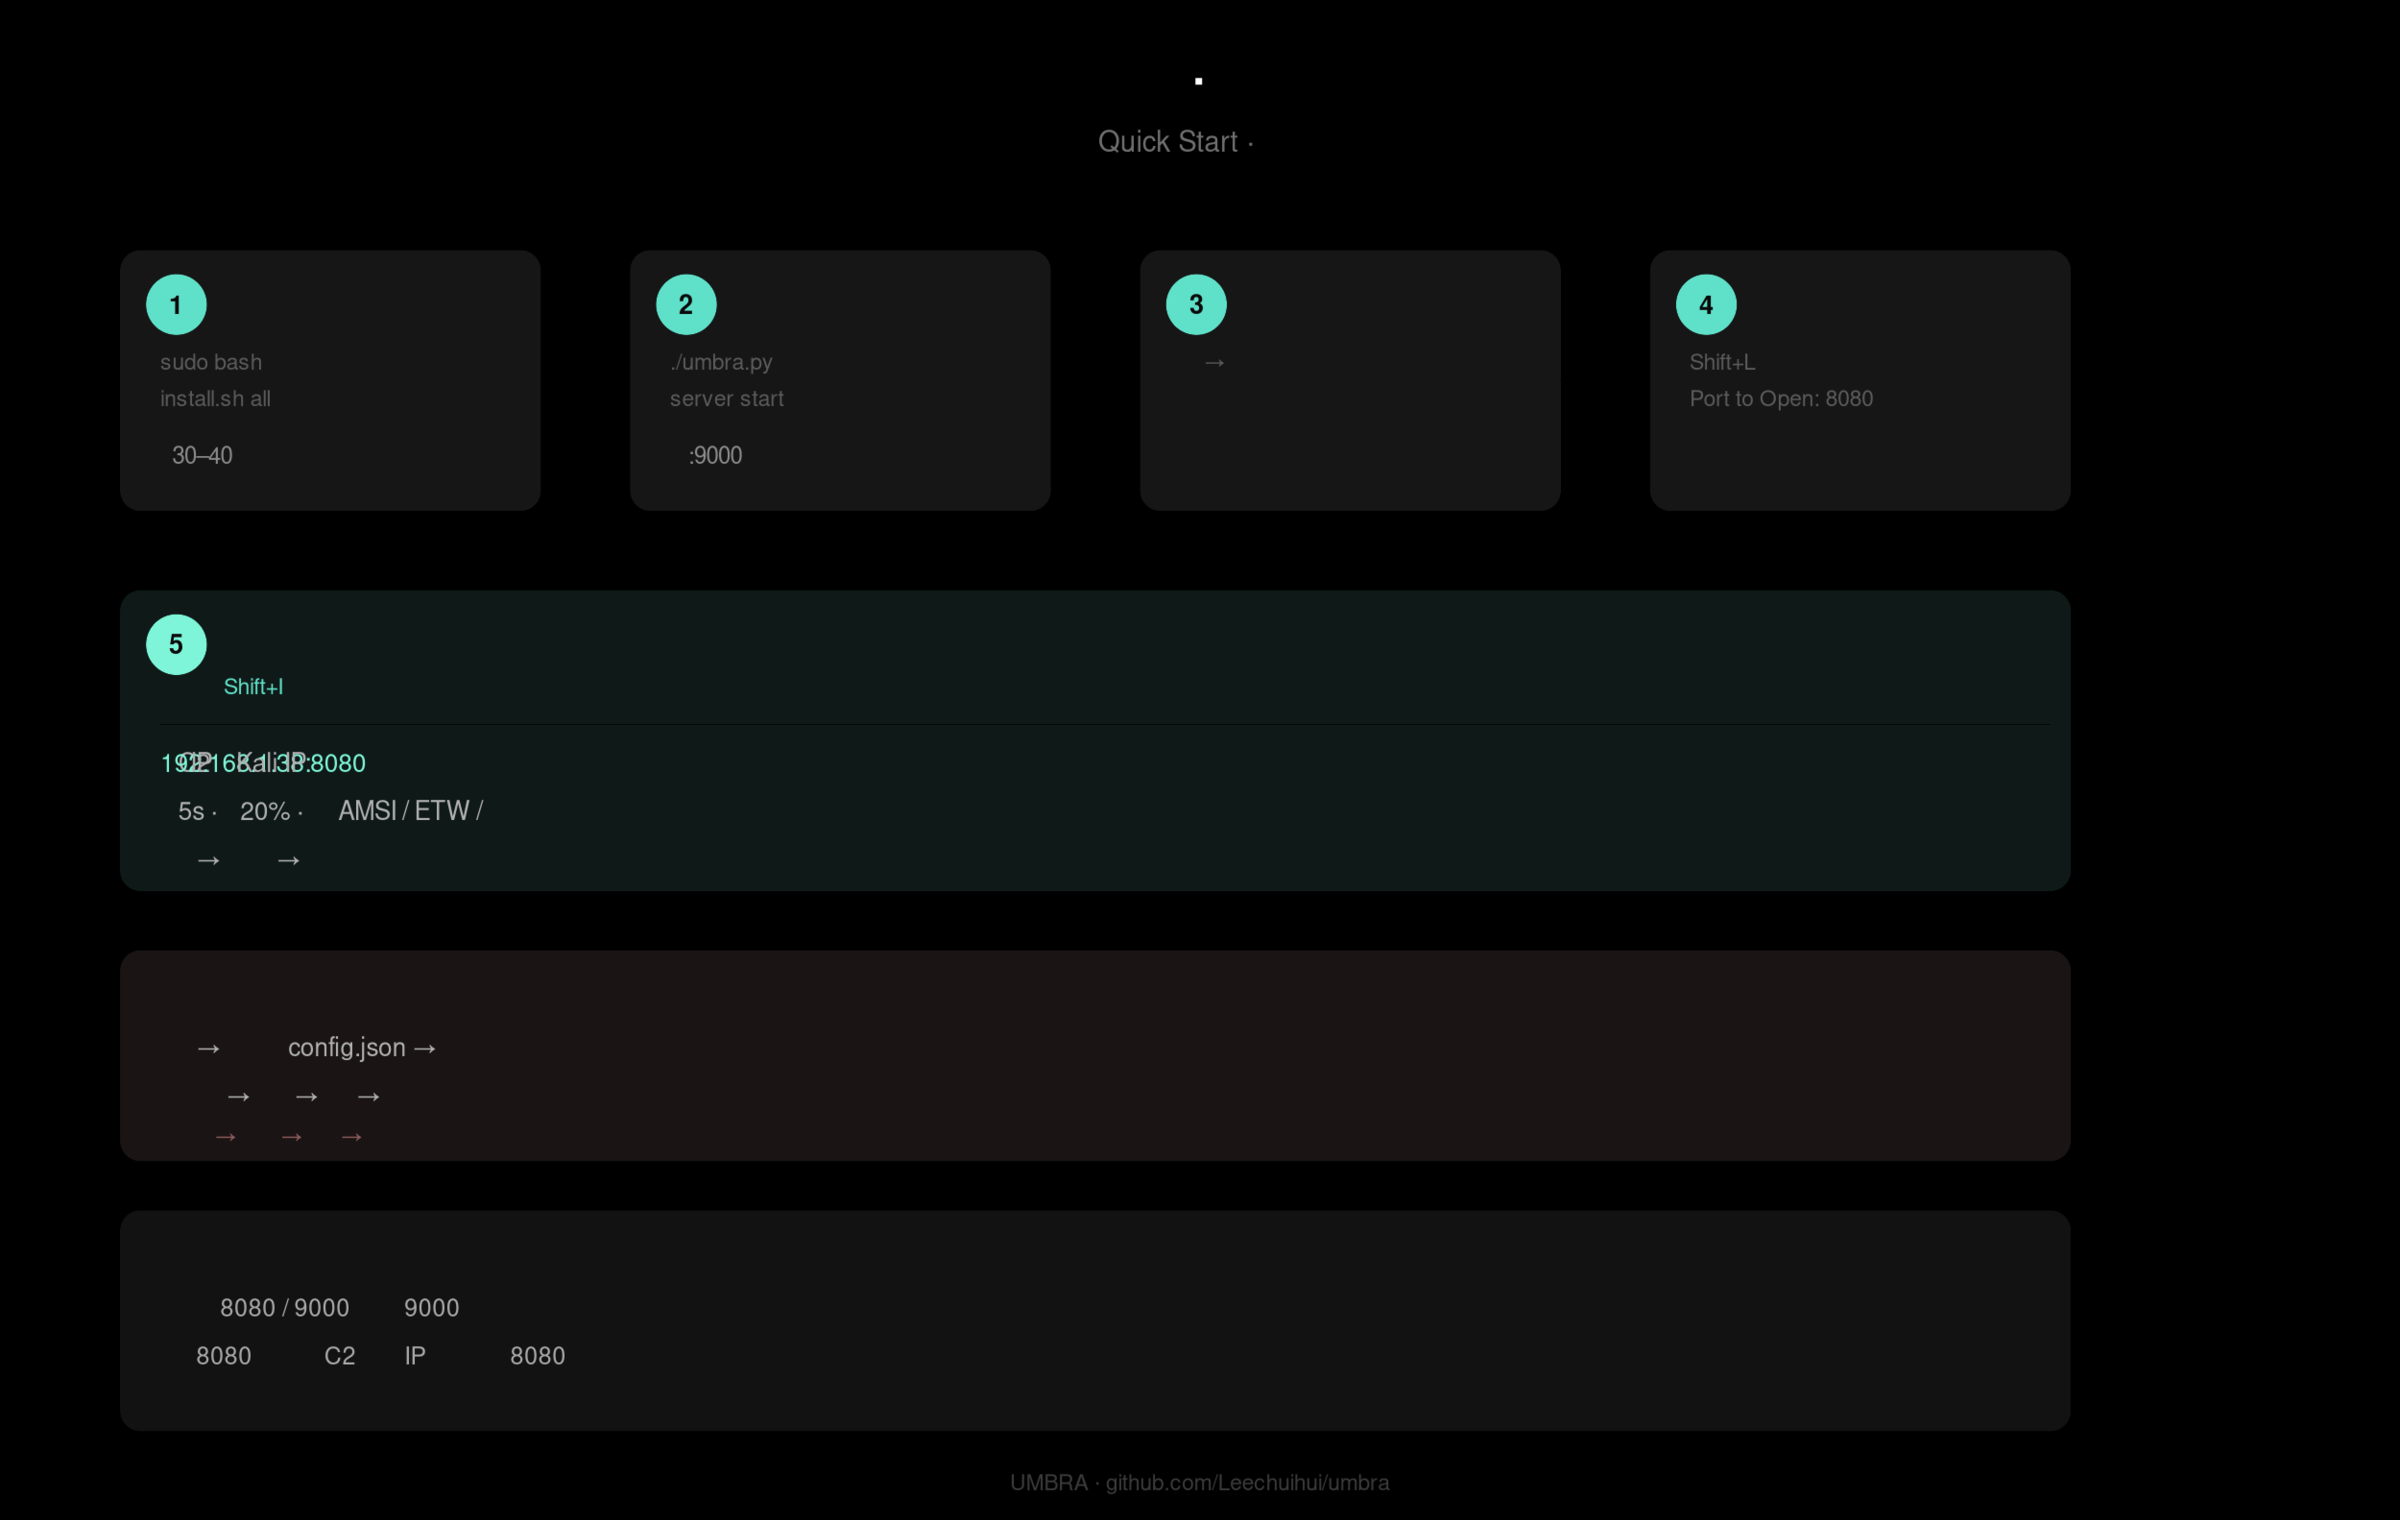 ·
Quick Start ·
1
sudo bash
install.sh all
30–40
2
./umbra.py
server start
:9000
3
→
4
Shift+L
Port to Open: 8080
5
Shift+I
Kali IP:
5s · 20% · AMSI / ETW /
→ →
→ config.json →
→ → →
→ → →
8080 / 9000 9000
8080 C2 IP 8080
UMBRA · github.com/Leechuihui/umbra